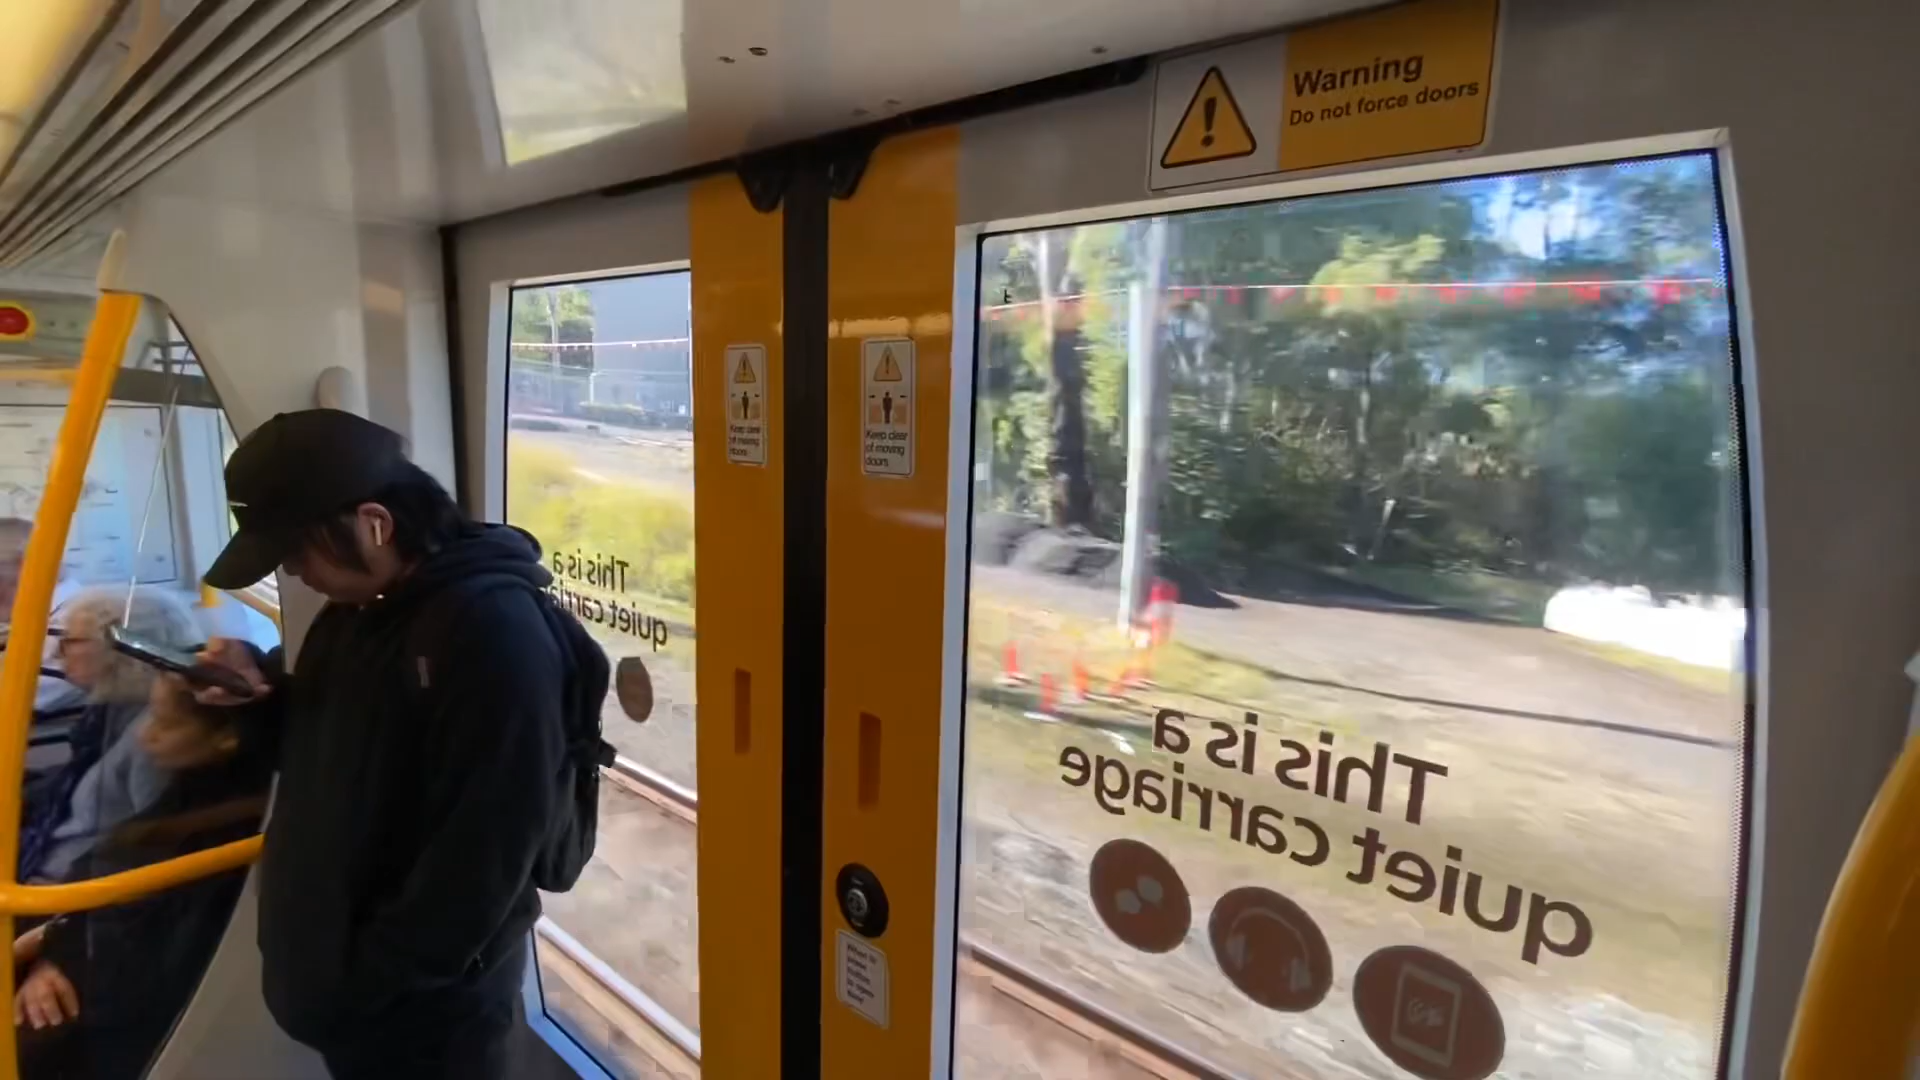 Warning
Do not force doors
Keep clear
of moving
doors
Keep clear
of moving
doors
This is a
quiet
This is a
quiet carriage